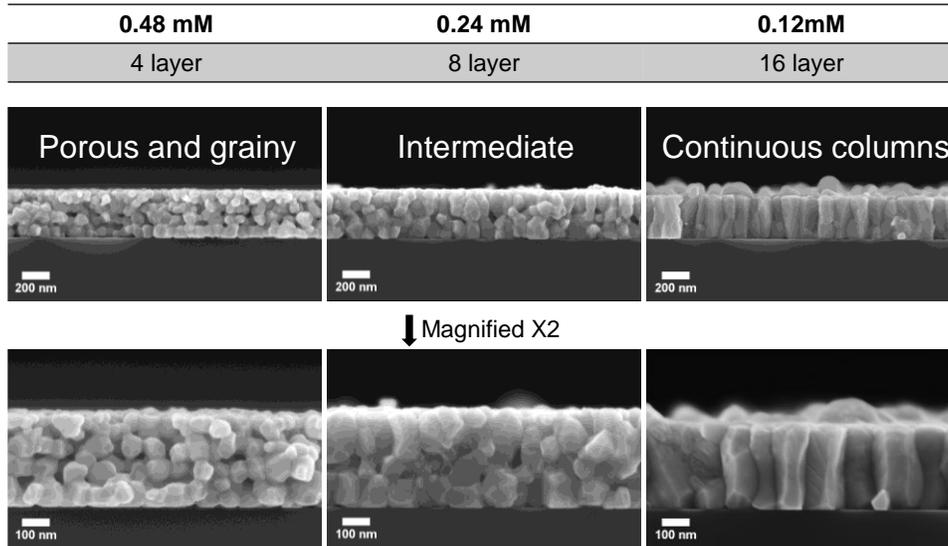 0.48 mM 0.24 mM 0.12mM
4 layer 8 layer 16 layer
Porous and grainy Intermediate Continuous columns
200 nm 200 nm 200 nm
Magnified X2
100 nm 100 nm 100 nm